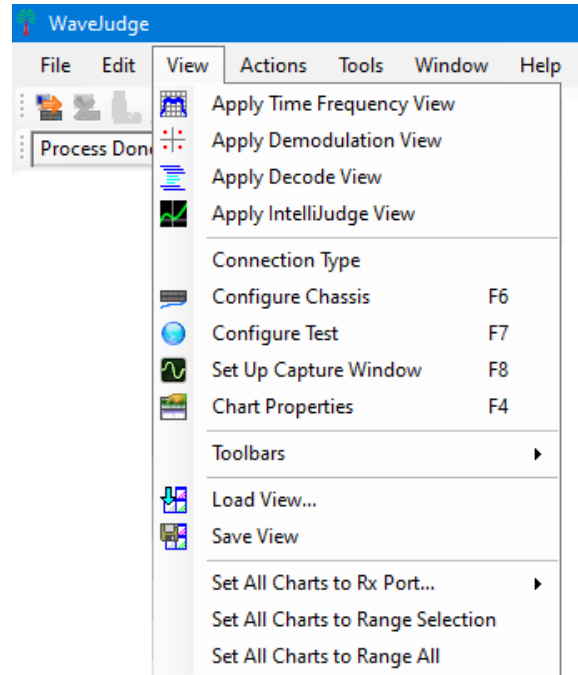 WaveJudge
File Edit View Actions Tools Window Help
Process Don
Apply Time Frequency View
Apply Demodulation View
Apply Decode View
Apply IntelliJudge View
Connection Type
Configure Chassis F6
Configure Test F7
Set Up Capture Window F8
Chart Properties F4
Toolbars
Load View...
Save View
Set All Charts to Rx Port...
Set All Charts to Range Selection
Set All Charts to Range All